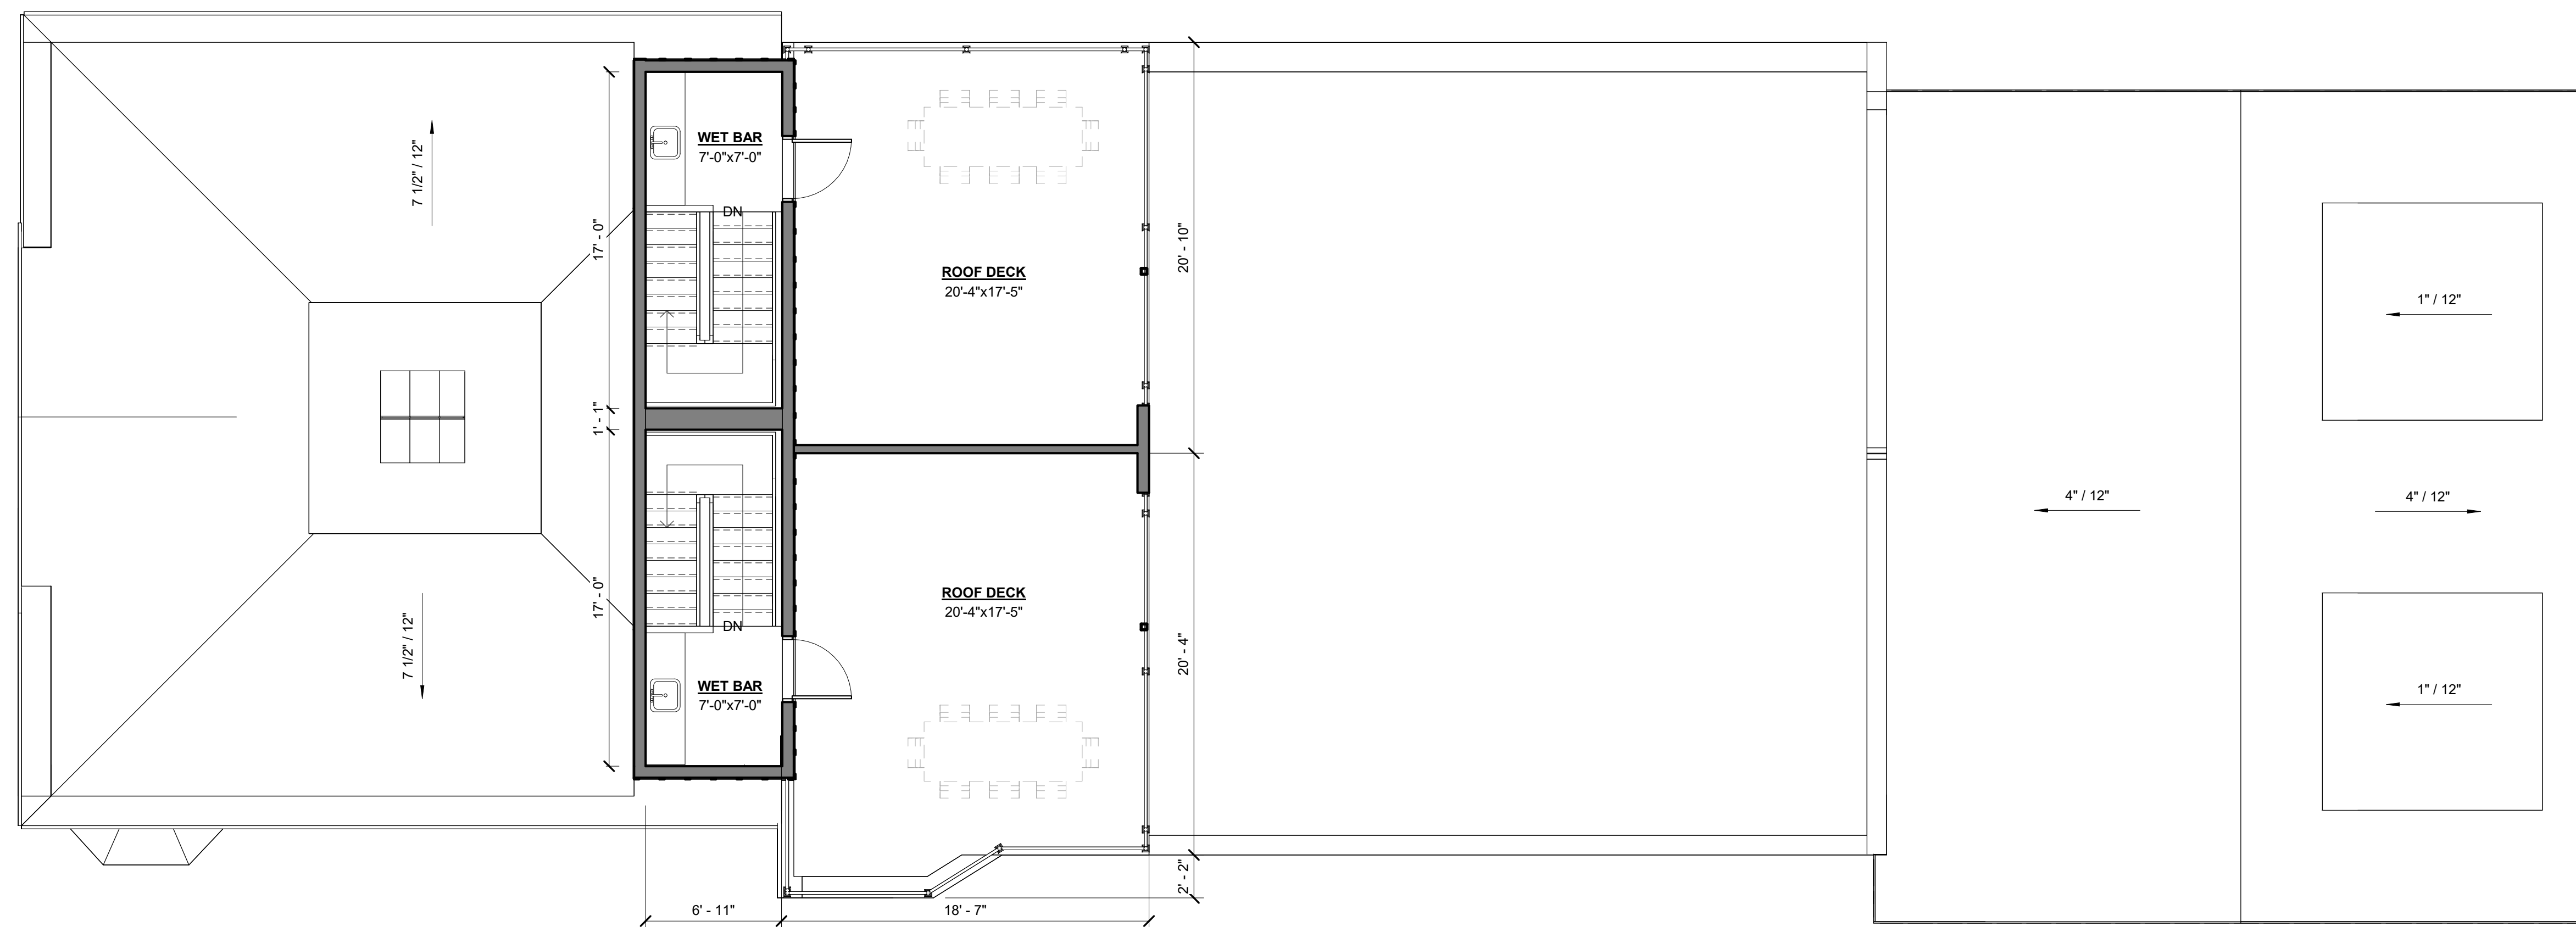 WET BAR
7'-0"x7'-0"
7 1/2" / 12"
DN
17' - 0"
20' - 10"
ROOF DECK
20'-4"x17'-5"
1" / 12"
1' - 1"
4" / 12"
4" / 12"
17' - 0"
ROOF DECK
20'-4"x17'-5"
7 1/2" / 12"
DN
20' - 4"
WET BAR
7'-0"x7'-0"
1" / 12"
2' - 2"
6' - 11"
18' - 7"